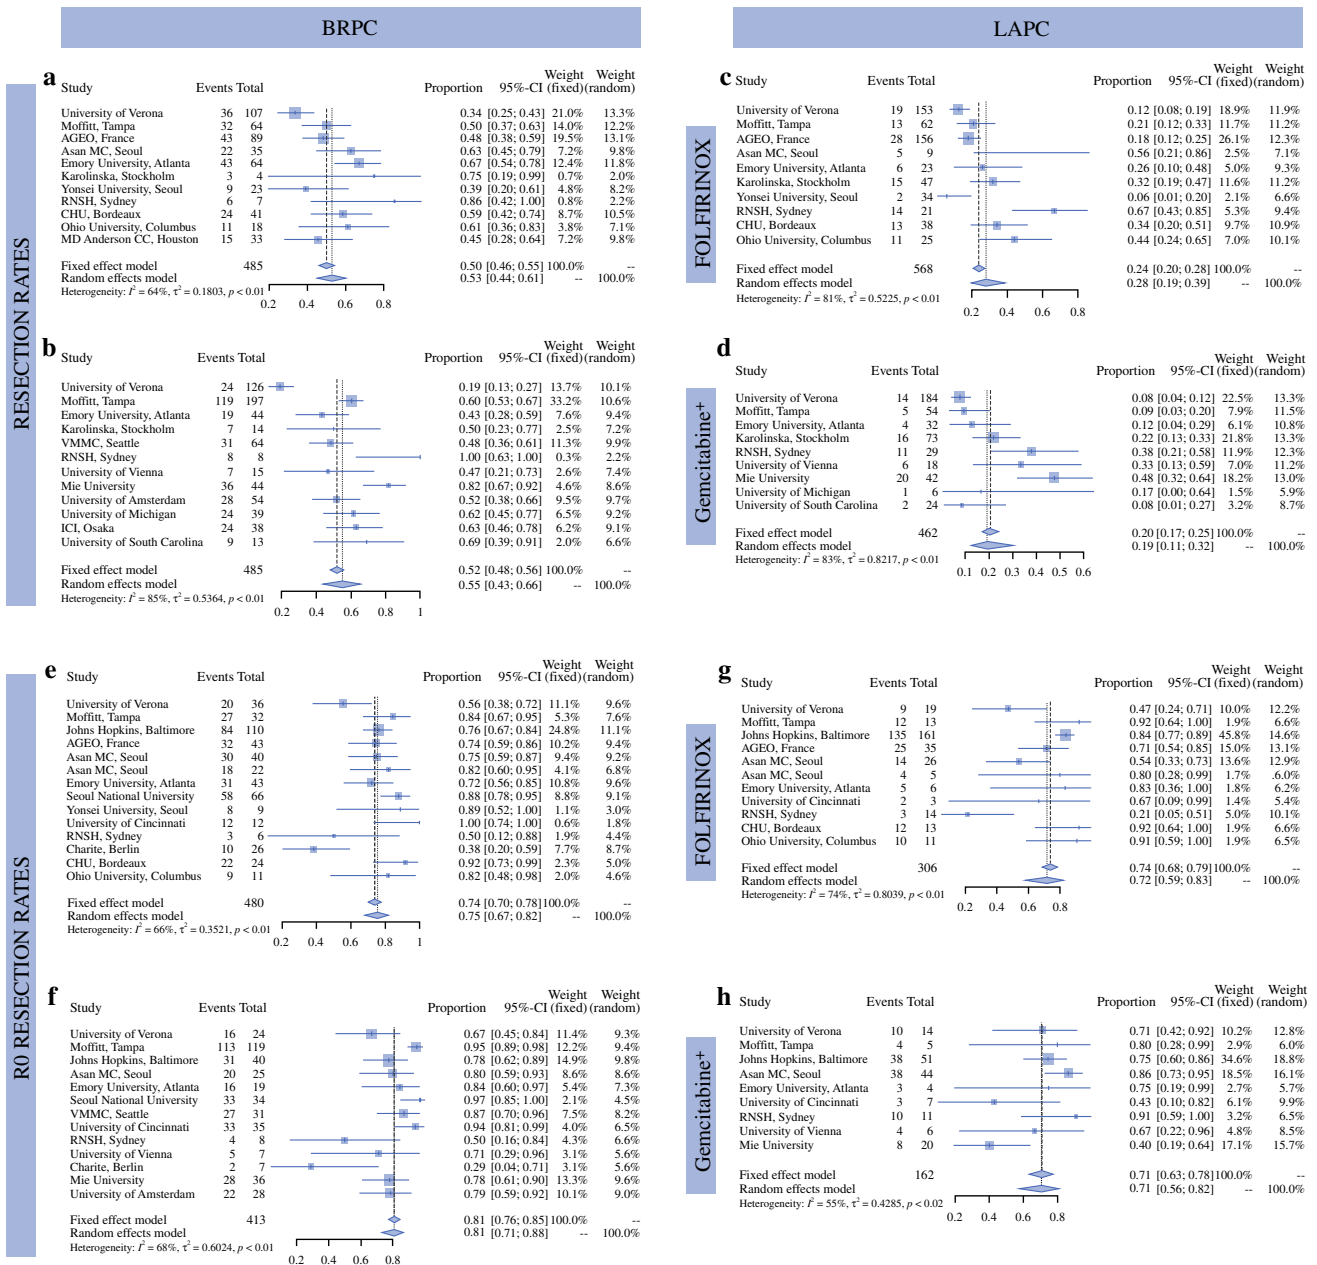 BRPC
LAPC
RESECTION RATES
a
Study Events Total Proportion 95%-CI Weight (fixed) Weight (random)
University of Verona 36 107 0.34 [0.25; 0.43] 21.0% 13.3%
Moffitt, Tampa 32 64 0.50 [0.37; 0.63] 14.0% 12.2%
AGEO, France 43 89 0.48 [0.38; 0.59] 19.5% 13.1%
Asan MC, Seoul 22 35 0.63 [0.45; 0.79] 7.2% 9.8%
Emory University, Atlanta 43 64 0.67 [0.54; 0.78] 12.4% 11.8%
Karolinska, Stockholm 3 4 0.75 [0.19; 0.99] 0.7% 2.0%
Yonsei University, Seoul 9 23 0.39 [0.20; 0.61] 4.8% 8.2%
RNSH, Sydney 6 7 0.86 [0.42; 1.00] 0.8% 2.2%
CHU, Bordeaux 24 41 0.59 [0.42; 0.74] 8.7% 10.5%
Ohio University, Columbus 11 18 0.61 [0.36; 0.83] 3.8% 7.1%
MD Anderson CC, Houston 15 33 0.45 [0.28; 0.64] 7.2% 9.8%
Fixed effect model 485 0.50 [0.46; 0.55] 100.0% --
Random effects model 0.53 [0.44; 0.61] -- 100.0%
Heterogeneity: I² = 64%, τ² = 0.1803, p < 0.01
0.2 0.4 0.6 0.8
b
Study Events Total Proportion 95%-CI Weight (fixed) Weight (random)
University of Verona 24 126 0.19 [0.13; 0.27] 13.7% 10.1%
Moffitt, Tampa 119 197 0.60 [0.53; 0.67] 33.2% 10.6%
Emory University, Atlanta 19 44 0.43 [0.28; 0.59] 7.6% 9.4%
Karolinska, Stockholm 7 14 0.50 [0.23; 0.77] 2.5% 7.2%
VMMC, Seattle 31 64 0.48 [0.36; 0.61] 11.3% 9.9%
RNSH, Sydney 8 8 1.00 [0.63; 1.00] 0.3% 2.2%
University of Vienna 7 15 0.47 [0.21; 0.73] 2.6% 7.4%
Mie University 36 44 0.82 [0.67; 0.92] 4.6% 8.6%
University of Amsterdam 28 54 0.52 [0.38; 0.66] 9.5% 9.7%
University of Michigan 24 39 0.62 [0.45; 0.77] 6.5% 9.2%
ICI, Osaka 24 38 0.63 [0.46; 0.78] 6.2% 9.1%
University of South Carolina 9 13 0.69 [0.39; 0.91] 2.0% 6.6%
Fixed effect model 485 0.52 [0.48; 0.56] 100.0% --
Random effects model 0.55 [0.43; 0.66] -- 100.0%
Heterogeneity: I² = 85%, τ² = 0.5364, p < 0.01
0.2 0.4 0.6 0.8 1
FOLFIRINOX
c
Study Events Total Proportion 95%-CI Weight (fixed) Weight (random)
University of Verona 19 153 0.12 [0.08; 0.19] 18.9% 11.9%
Moffitt, Tampa 13 62 0.21 [0.12; 0.33] 11.7% 11.2%
AGEO, France 28 156 0.18 [0.12; 0.25] 26.1% 12.3%
Asan MC, Seoul 5 9 0.56 [0.21; 0.86] 2.5% 7.1%
Emory University, Atlanta 6 23 0.26 [0.10; 0.48] 5.0% 9.3%
Karolinska, Stockholm 15 47 0.32 [0.19; 0.47] 11.6% 11.2%
Yonsei University, Seoul 2 34 0.06 [0.01; 0.20] 2.1% 6.6%
RNSH, Sydney 14 21 0.67 [0.43; 0.85] 5.3% 9.4%
CHU, Bordeaux 13 38 0.34 [0.20; 0.51] 9.7% 10.9%
Ohio University, Columbus 11 25 0.44 [0.24; 0.65] 7.0% 10.1%
Fixed effect model 568 0.24 [0.20; 0.28] 100.0% --
Random effects model 0.28 [0.19; 0.39] -- 100.0%
Heterogeneity: I² = 81%, τ² = 0.5225, p < 0.01
0.2 0.4 0.6 0.8
Gemcitabine+
d
Study Events Total Proportion 95%-CI Weight (fixed) Weight (random)
University of Verona 14 184 0.08 [0.04; 0.12] 22.5% 13.3%
Moffitt, Tampa 5 54 0.09 [0.03; 0.20] 7.9% 11.5%
Emory University, Atlanta 4 32 0.12 [0.04; 0.29] 6.1% 10.8%
Karolinska, Stockholm 16 73 0.22 [0.13; 0.33] 21.8% 13.3%
RNSH, Sydney 11 29 0.38 [0.21; 0.58] 11.9% 12.3%
University of Vienna 6 18 0.33 [0.13; 0.59] 7.0% 11.2%
Mie University 20 42 0.48 [0.32; 0.64] 18.2% 13.0%
University of Michigan 1 6 0.17 [0.00; 0.64] 1.5% 5.9%
University of South Carolina 2 24 0.08 [0.01; 0.27] 3.2% 8.7%
Fixed effect model 462 0.20 [0.17; 0.25] 100.0% --
Random effects model 0.19 [0.11; 0.32] -- 100.0%
Heterogeneity: I² = 83%, τ² = 0.8217, p < 0.01
0.1 0.2 0.3 0.4 0.5 0.6
R0 RESECTION RATES
e
Study Events Total Proportion 95%-CI Weight (fixed) Weight (random)
University of Verona 20 36 0.56 [0.38; 0.72] 11.1% 9.6%
Moffitt, Tampa 27 32 0.84 [0.67; 0.95] 5.3% 7.6%
Johns Hopkins, Baltimore 84 110 0.76 [0.67; 0.84] 24.8% 11.1%
AGEO, France 32 43 0.74 [0.59; 0.86] 10.2% 9.4%
Asan MC, Seoul 30 40 0.75 [0.59; 0.87] 9.4% 9.2%
Asan MC, Seoul 18 22 0.82 [0.60; 0.95] 4.1% 6.8%
Emory University, Atlanta 31 43 0.72 [0.56; 0.85] 10.8% 9.6%
Seoul National University 58 66 0.88 [0.78; 0.95] 8.8% 9.1%
Yonsei University, Seoul 8 9 0.89 [0.52; 1.00] 1.1% 3.0%
University of Cincinnati 12 12 1.00 [0.74; 1.00] 0.6% 1.8%
RNSH, Sydney 3 6 0.50 [0.12; 0.88] 1.9% 4.4%
Charite, Berlin 10 26 0.38 [0.20; 0.59] 7.7% 8.7%
CHU, Bordeaux 22 24 0.92 [0.73; 0.99] 2.3% 5.0%
Ohio University, Columbus 9 11 0.82 [0.48; 0.98] 2.0% 4.6%
Fixed effect model 480 0.74 [0.70; 0.78] 100.0% --
Random effects model 0.75 [0.67; 0.82] -- 100.0%
Heterogeneity: I² = 66%, τ² = 0.3521, p < 0.01
0.2 0.4 0.6 0.8 1
f
Study Events Total Proportion 95%-CI Weight (fixed) Weight (random)
University of Verona 16 24 0.67 [0.45; 0.84] 11.4% 9.3%
Moffitt, Tampa 113 119 0.95 [0.89; 0.98] 12.2% 9.4%
Johns Hopkins, Baltimore 31 40 0.78 [0.62; 0.89] 14.9% 9.8%
Asan MC, Seoul 20 25 0.80 [0.59; 0.93] 8.6% 8.6%
Emory University, Atlanta 16 19 0.84 [0.60; 0.97] 5.4% 7.3%
Seoul National University 33 34 0.97 [0.85; 1.00] 2.1% 4.5%
VMMC, Seattle 27 31 0.87 [0.70; 0.96] 7.5% 8.2%
University of Cincinnati 33 35 0.94 [0.81; 0.99] 4.0% 6.5%
RNSH, Sydney 4 8 0.50 [0.16; 0.84] 4.3% 6.6%
University of Vienna 5 7 0.71 [0.29; 0.96] 3.1% 5.6%
Charite, Berlin 2 7 0.29 [0.04; 0.71] 3.1% 5.6%
Mie University 28 36 0.78 [0.61; 0.90] 13.3% 9.6%
University of Amsterdam 22 28 0.79 [0.59; 0.92] 10.1% 9.0%
Fixed effect model 413 0.81 [0.76; 0.85] 100.0% --
Random effects model 0.81 [0.71; 0.88] -- 100.0%
Heterogeneity: I² = 68%, τ² = 0.6024, p < 0.01
0.2 0.4 0.6 0.8
FOLFIRINOX
g
Study Events Total Proportion 95%-CI Weight (fixed) Weight (random)
University of Verona 9 19 0.47 [0.24; 0.71] 10.0% 12.2%
Moffitt, Tampa 12 13 0.92 [0.64; 1.00] 1.9% 6.6%
Johns Hopkins, Baltimore 135 161 0.84 [0.77; 0.89] 45.8% 14.6%
AGEO, France 25 35 0.71 [0.54; 0.85] 15.0% 13.1%
Asan MC, Seoul 14 26 0.54 [0.33; 0.73] 13.6% 12.9%
Asan MC, Seoul 4 5 0.80 [0.28; 0.99] 1.7% .6.0%
Emory University, Atlanta 5 6 0.83 [0.36; 1.00] 1.8% 6.2%
University of Cincinnati 2 3 0.67 [0.09; 0.99] 1.4% 5.4%
RNSH, Sydney 3 14 0.21 [0.05; 0.51] 5.0% 10.1%
CHU, Bordeaux 12 13 0.92 [0.64; 1.00] 1.9% 6.6%
Ohio University, Columbus 10 11 0.91 [0.59; 1.00] 1.9% 6.5%
Fixed effect model 306 0.74 [0.68; 0.79] 100.0% --
Random effects model 0.72 [0.59; 0.83] -- 100.0%
Heterogeneity: I² = 74%, τ² = 0.8039, p < 0.01
0.2 0.4 0.6 0.8
Gemcitabine+
h
Study Events Total Proportion 95%-CI Weight (fixed) Weight (random)
University of Verona 10 14 0.71 [0.42; 0.92] 10.2% 12.8%
Moffitt, Tampa 4 5 0.80 [0.28; 0.99] 2.9% 6.0%
Johns Hopkins, Baltimore 38 51 0.75 [0.60; 0.86] 34.6% 18.8%
Asan MC, Seoul 38 44 0.86 [0.73; 0.95] 18.5% 16.1%
Emory University, Atlanta 3 4 0.75 [0.19; 0.99] 2.7% 5.7%
University of Cincinnati 3 7 0.43 [0.10; 0.82] 6.1% 9.9%
RNSH, Sydney 10 11 0.91 [0.59; 1.00] 3.2% 6.5%
University of Vienna 4 6 0.67 [0.22; 0.96] 4.8% 8.5%
Mie University 8 20 0.40 [0.19; 0.64] 17.1% 15.7%
Fixed effect model 162 0.71 [0.63; 0.78] 100.0% --
Random effects model 0.71 [0.56; 0.82] -- 100.0%
Heterogeneity: I² = 55%, τ² = 0.4285, p < 0.02
0.2 0.4 0.6 0.8